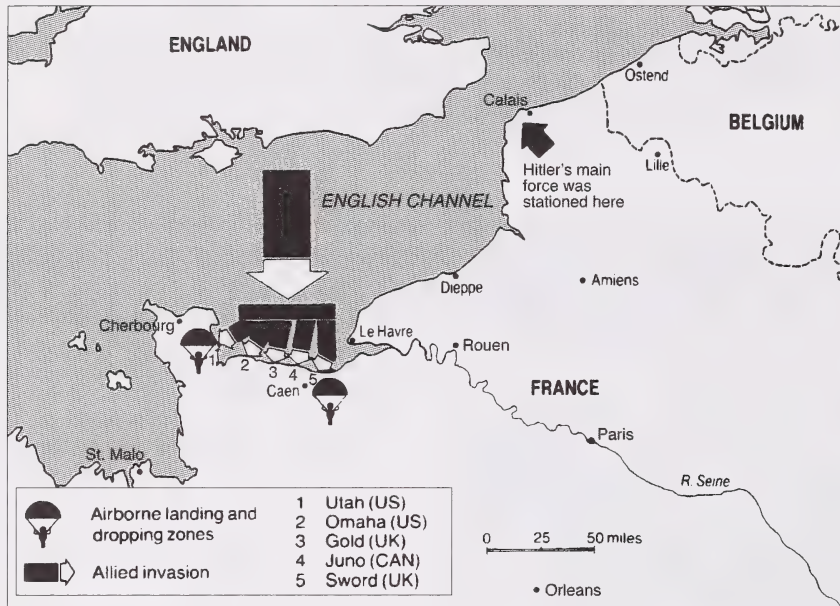 ENGLAND
Ostend
Calais
BELGIUM
Hitler's main
force was
stationed here
Lille
ENGLISH CHANNEL
Dieppe
Amiens
Cherbourg
Le Havre
1
2
3
4
5
Rouen
Caen
FRANCE
Paris
St. Malo
R. Seine
Airborne landing and
dropping zones
Allied invasion
1 Utah (US)
2 Omaha (US)
3 Gold (UK)
4 Juno (CAN)
5 Sword (UK)
0 25 50 miles
Orleans